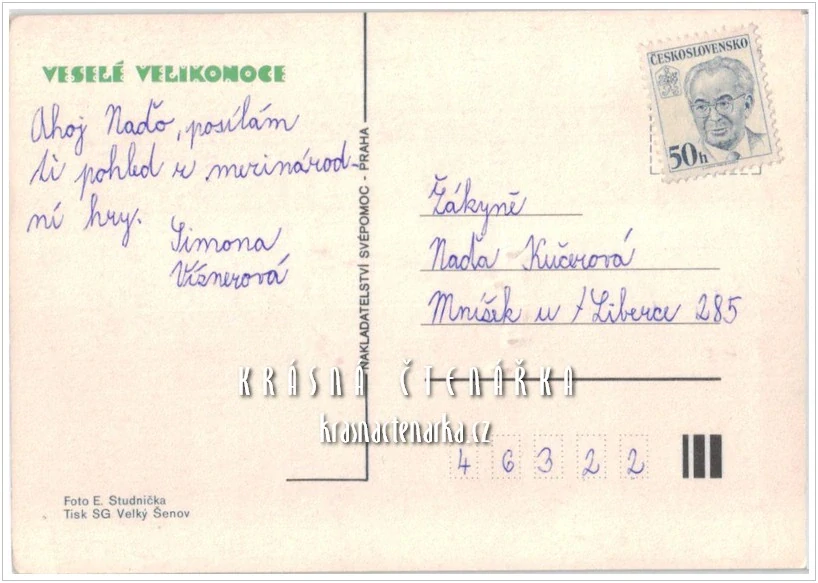 VESELÉ VELIKONOCE
Ahoj Naďo, posílám
ti pohled z mezinárod-
ní hry.
Simona
Víznerová
Foto E. Studnička
Tisk SG Velký Šenov
NAKLADATELSTVÍ SVÉPOMOC - PRAHA
ČESKOSLOVENSKO
50h
Žákyně
Naďa Kučerová
Mníšek u /Liberce 285
46322
KRÁSNÁ ČTENÁŘKA
krasnactenarka.cz